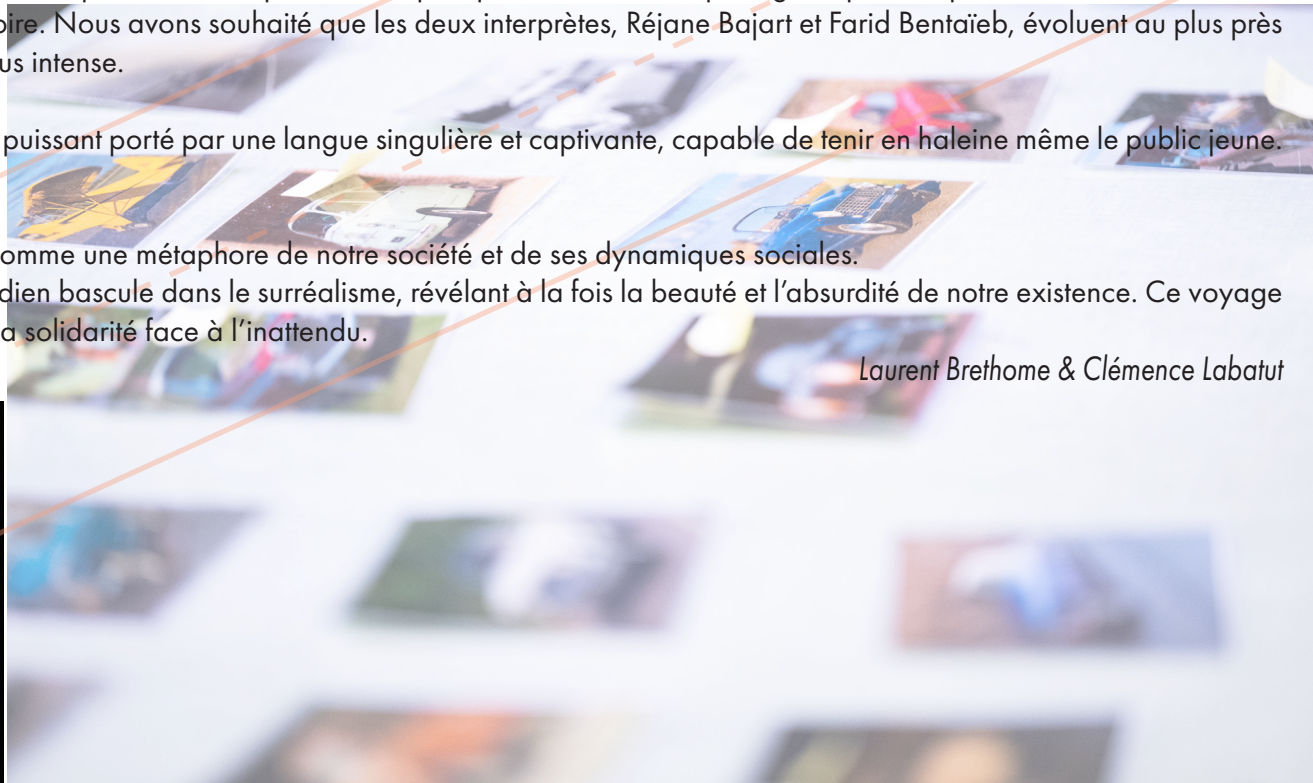 oire. Nous avons souhaité que les deux interprètes, Réjane Bajart et Farid Bentaïeb, évoluent au plus près
us intense.
puissant porté par une langue singulière et captivante, capable de tenir en haleine même le public jeune.
omme une métaphore de notre société et de ses dynamiques sociales.
dien bascule dans le surréalisme, révélant à la fois la beauté et l’absurdité de notre existence. Ce voyage
a solidarité face à l’inattendu.
Laurent Brethome & Clémence Labatut